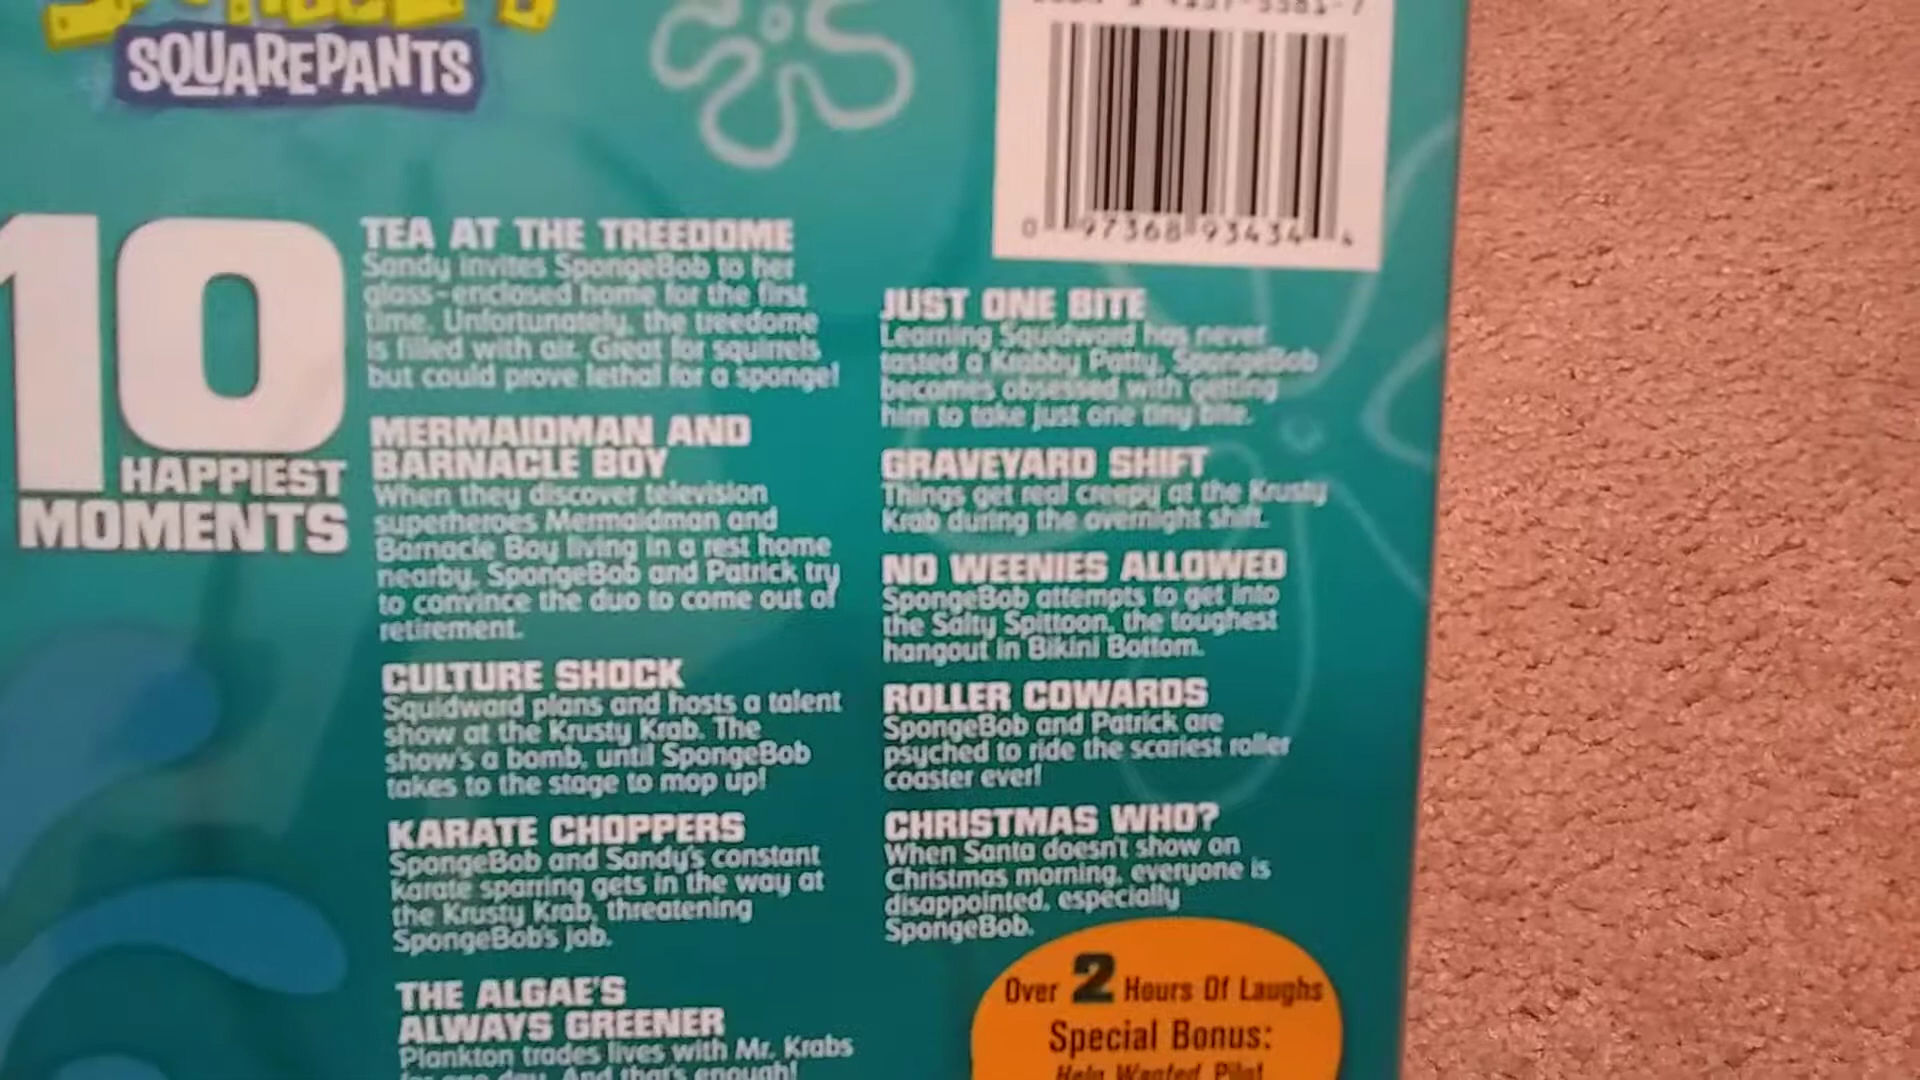 SQUAREPANTS
10
HAPPIEST
MOMENTS
TEA AT THE TREEDOME
Sandy invites SpongeBob to her
glass-enclosed home for the first
time. Unfortunately, the treedome
is filled with air. Great for squirrels
but could prove lethal for a sponge!
MERMAIDMAN AND
BARNACLE BOY
When they discover television
superheroes Mermaidman and
Barnacle Boy living in a rest home
nearby, SpongeBob and Patrick try
to convince the duo to come out of
retirement.
CULTURE SHOCK
Squidward plans and hosts a talent
show at the Krusty Krab. The
show's a bomb, until SpongeBob
takes to the stage to mop up!
KARATE CHOPPERS
SpongeBob and Sandy's constant
karate sparring gets in the way at
the Krusty Krab, threatening
SpongeBob's job.
THE ALGAE'S
ALWAYS GREENER
Plankton trades lives with Mr. Krabs
for one day. And that's enough!
0 97368 93434 4
JUST ONE BITE
Learning Squidward has never
tasted a Krabby Patty, SpongeBob
becomes obsessed with getting
him to take just one tiny bite.
GRAVEYARD SHIFT
Things get real creepy at the Krusty
Krab during the overnight shift.
NO WEENIES ALLOWED
SpongeBob attempts to get into
the Salty Spittoon, the toughest
hangout in Bikini Bottom.
ROLLER COWARDS
SpongeBob and Patrick are
psyched to ride the scariest roller
coaster ever!
CHRISTMAS WHO?
When Santa doesn't show on
Christmas morning, everyone is
disappointed, especially
SpongeBob.
Over 2 Hours Of Laughs
Special Bonus:
Help Wanted Pilot